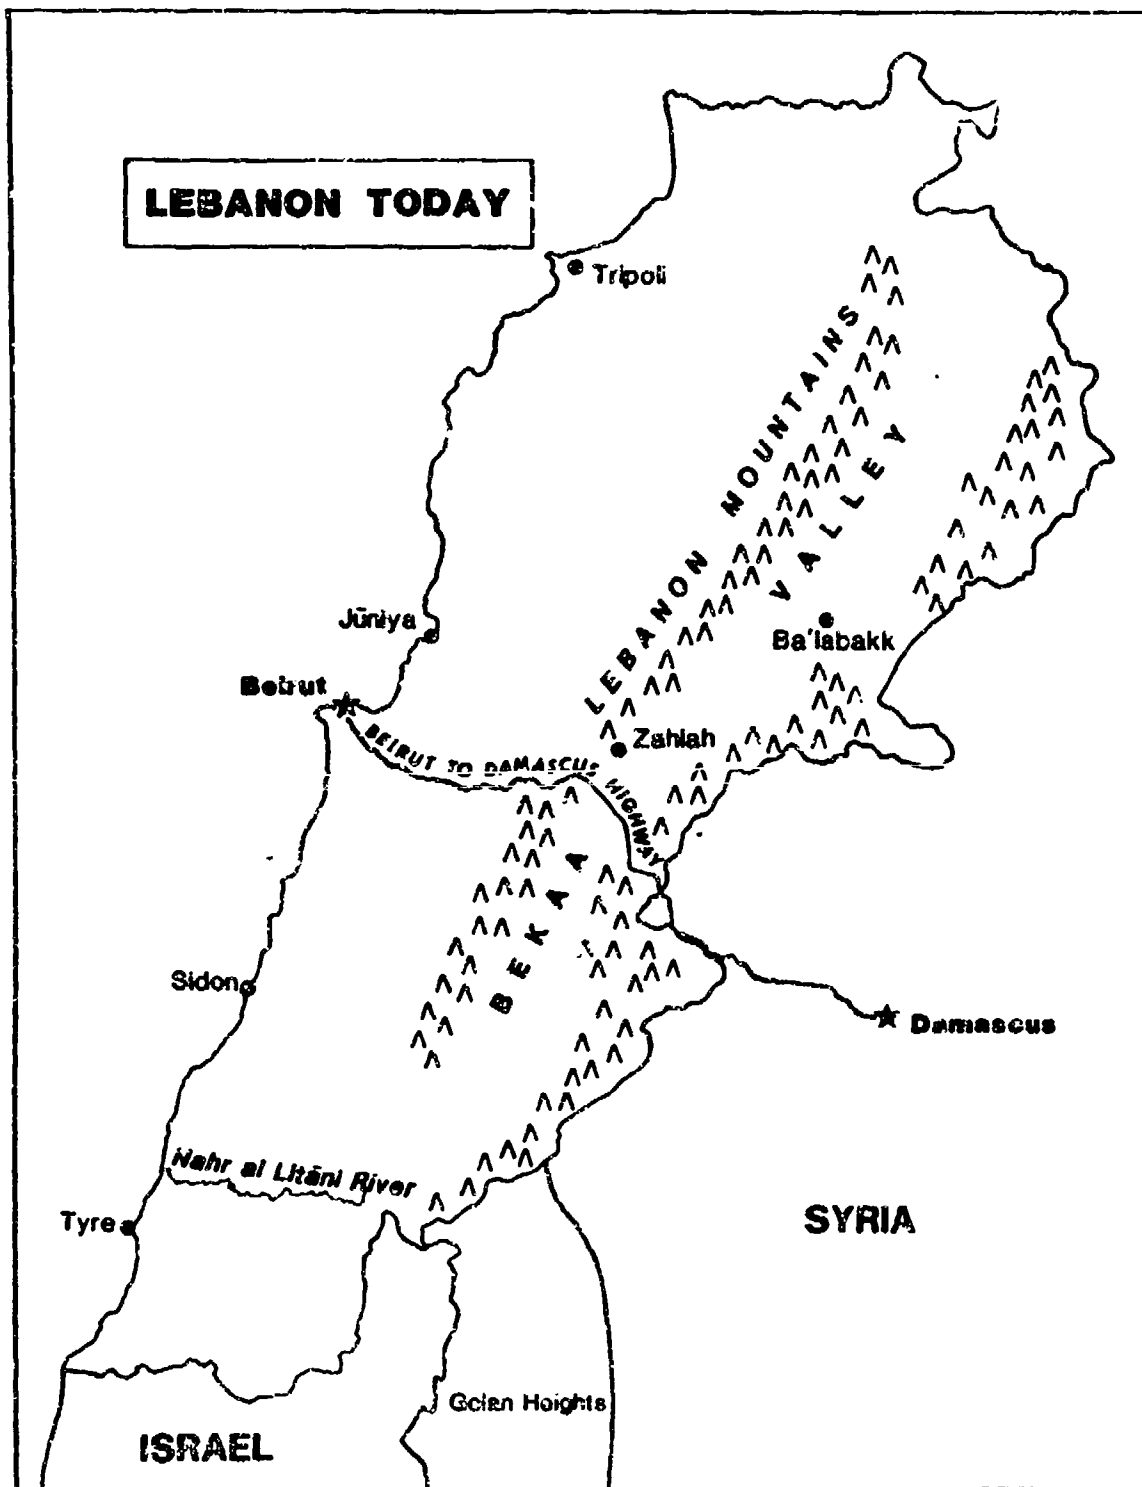 LEBANON TODAY
Tripoli
LEBANON MOUNTAINS
VALLEY
Jūniya
Ba'labakk
Beirut
Zahlah
BEIRUT TO DAMASCUS HIGHWAY
BEKAA
Sidon
Damascus
Nahr al Litāni River
Tyre
SYRIA
Golan Heights
ISRAEL